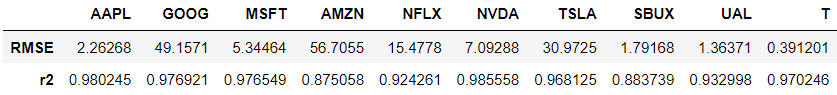 AAPL GOOG MSFT AMZN NFLX NVDA TSLA SBUX UAL T
RMSE 2.26268 49.1571 5.34464 56.7055 15.4778 7.09288 30.9725 1.79168 1.36371 0.391201
r2 0.980245 0.976921 0.976549 0.875058 0.924261 0.985558 0.968125 0.883739 0.932998 0.970246